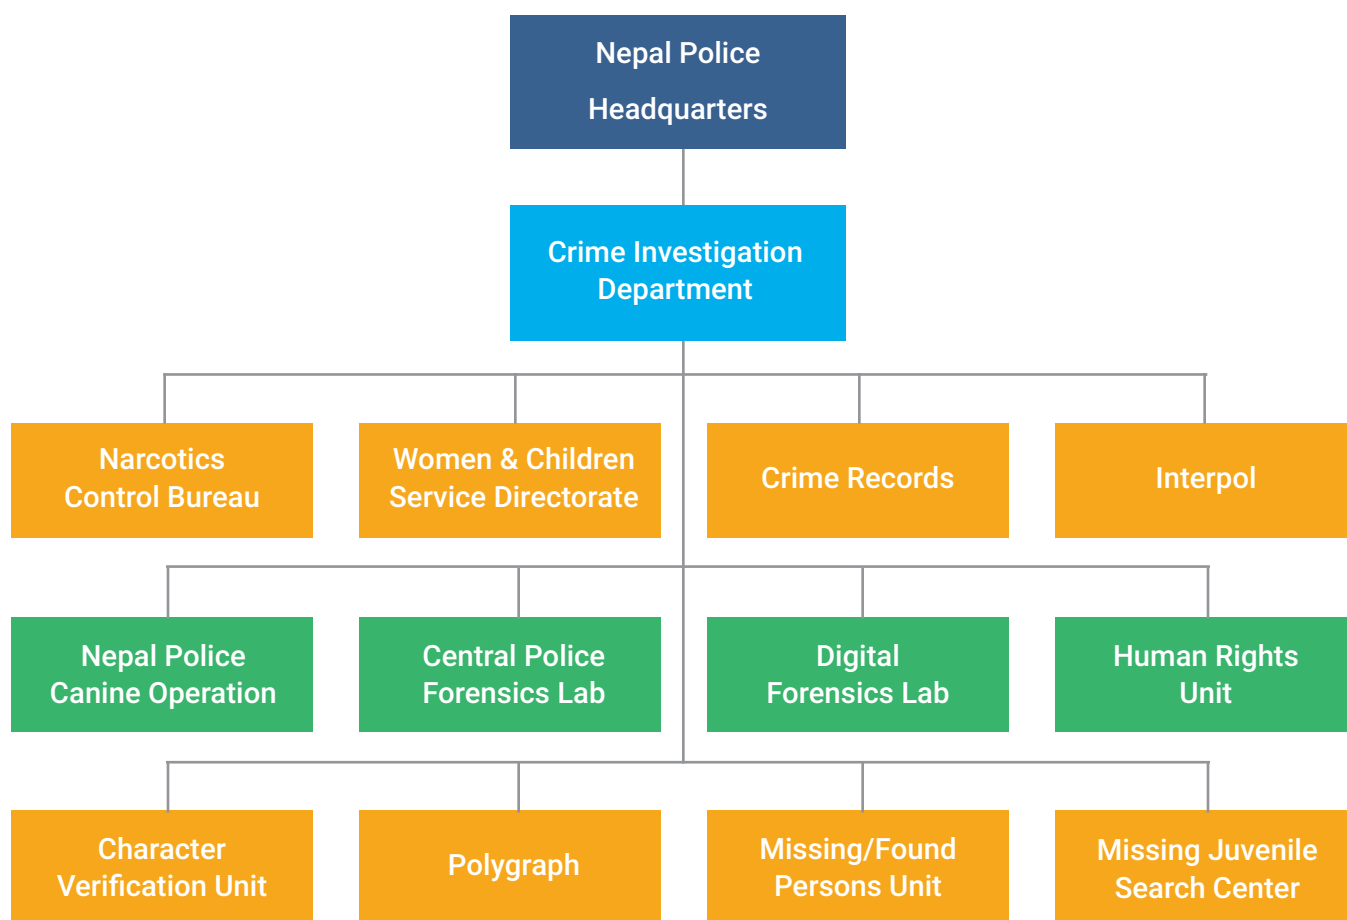 Nepal Police
Headquarters
Crime Investigation
Department
Narcotics
Control Bureau
Women & Children
Service Directorate
Crime Records
Interpol
Nepal Police
Canine Operation
Central Police
Forensics Lab
Digital
Forensics Lab
Human Rights
Unit
Character
Verification Unit
Polygraph
Missing/Found
Persons Unit
Missing Juvenile
Search Center